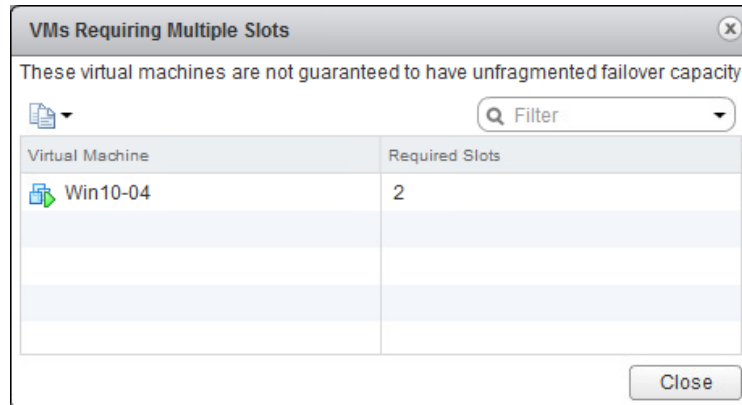 VMs Requiring Multiple Slots
These virtual machines are not guaranteed to have unfragmented failover capacity
Filter
Virtual Machine Required Slots
Win10-04 2
Close